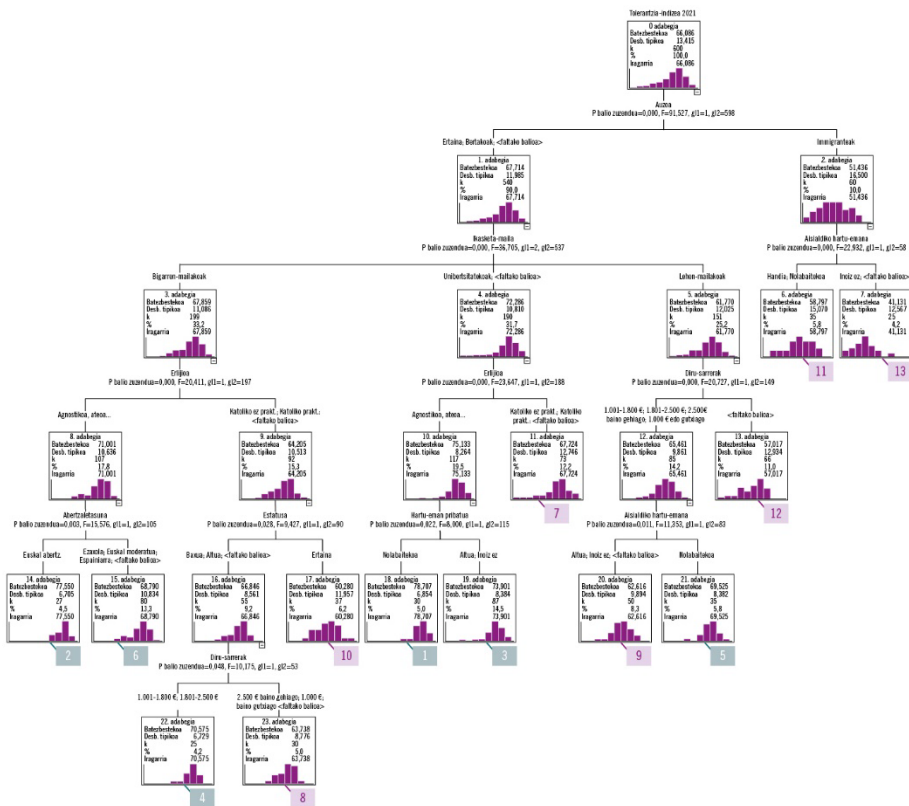 Tolerantzia-indizea 2021
0 adabegia
Batezbestekoa 66,086
Desb. tipikoa 13,415
k 600
% 100,0
Iragarria 66,086
Auzoa
P balio zuzendua=0,000, F=91,527, gl1=1, gl2=598
Ertaina; Bertakoak; <faltako balioa>
Immigranteak
1. adabegia
Batezbestekoa 67,714
Desb. tipikoa 11,985
k 540
% 90,0
Iragarria 67,714
2. adabegia
Batezbestekoa 51,436
Desb. tipikoa 16,500
k 60
% 10,0
Iragarria 51,436
Ikasketa-maila
P balio zuzendua=0,000, F=36,705, gl1=2, gl2=537
Aisialdiko hartu-emana
P balio zuzendua=0,000, F=22,932, gl1=1, gl2=58
Bigarren-mailakoak
Unibertsitatekoak; <faltako balioa>
Lehen-mailakoak
Handia; Nolabaitekoa
Inoiz ez; <faltako balioa>
3. adabegia
Batezbestekoa 67,859
Desb. tipikoa 11,086
k 199
% 33,2
Iragarria 67,859
4. adabegia
Batezbestekoa 72,286
Desb. tipikoa 10,810
k 190
% 31,7
Iragarria 72,286
5. adabegia
Batezbestekoa 61,770
Desb. tipikoa 12,025
k 151
% 25,2
Iragarria 61,770
6. adabegia
Batezbestekoa 58,797
Desb. tipikoa 15,070
k 35
% 5,8
Iragarria 58,797
11
7. adabegia
Batezbestekoa 41,131
Desb. tipikoa 12,567
k 25
% 4,2
Iragarria 41,131
13
Erlijioa
P balio zuzendua=0,000, F=20,411, gl1=1, gl2=197
Erlijioa
P balio zuzendua=0,000, F=23,647, gl1=1, gl2=188
Diru-sarrerak
P balio zuzendua=0,000, F=20,727, gl1=1, gl2=149
Agnostikoa, ateoa...
Katoliko ez prakt.; Katoliko prakt.;
<faltako balioa>
Agnostikoa, ateoa...
Katoliko ez prakt.; Katoliko
prakt.; <faltako balioa>
1.001-1.800 €; 1.801-2.500 €; 2.500€
baino gehiago; 1.000 € edo gutxiago
<faltako balioa>
8. adabegia
Batezbestekoa 71,001
Desb. tipikoa 10,636
k 107
% 17,8
Iragarria 71,001
9. adabegia
Batezbestekoa 64,205
Desb. tipikoa 10,513
k 92
% 15,3
Iragarria 64,205
10. adabegia
Batezbestekoa 75,133
Desb. tipikoa 8,264
k 117
% 19,5
Iragarria 75,133
11. adabegia
Batezbestekoa 67,724
Desb. tipikoa 12,746
k 73
% 12,2
Iragarria 67,724
7
12. adabegia
Batezbestekoa 65,461
Desb. tipikoa 9,861
k 85
% 14,2
Iragarria 65,461
13. adabegia
Batezbestekoa 57,017
Desb. tipikoa 12,934
k 66
% 11,0
Iragarria 57,017
12
Abertzaletasuna
P balio zuzendua=0,003, F=15,576, gl1=1, gl2=105
Estatusa
P balio zuzendua=0,028, F=9,427, gl1=1, gl2=90
Hartu-eman pribatua
P balio zuzendua=0,022, F=8,900, gl1=1, gl2=115
Aisialdiko hartu-emana
P balio zuzendua=0,011, F=11,353, gl1=1, gl2=83
Euskal abertz.
Ezaxola; Euskal moderatua;
Espainiarra; <faltako balioa>
Baxua; Altua; <faltako balioa>
Ertaina
Nolabaitekoa
Altua; Inoiz ez
Altua; Inoiz ez; <faltako balioa>
Nolabaitekoa
14. adabegia
Batezbestekoa 77,550
Desb. tipikoa 6,705
k 27
% 4,5
Iragarria 77,550
2
15. adabegia
Batezbestekoa 68,790
Desb. tipikoa 10,834
k 80
% 13,3
Iragarria 68,790
6
16. adabegia
Batezbestekoa 66,846
Desb. tipikoa 8,561
k 55
% 9,2
Iragarria 66,846
17. adabegia
Batezbestekoa 60,280
Desb. tipikoa 11,957
k 37
% 6,2
Iragarria 60,280
10
18. adabegia
Batezbestekoa 78,707
Desb. tipikoa 6,854
k 30
% 5,0
Iragarria 78,707
1
19. adabegia
Batezbestekoa 73,901
Desb. tipikoa 8,384
k 87
% 14,5
Iragarria 73,901
3
20. adabegia
Batezbestekoa 62,616
Desb. tipikoa 9,894
k 50
% 8,3
Iragarria 62,616
9
21. adabegia
Batezbestekoa 69,525
Desb. tipikoa 8,382
k 35
% 5,8
Iragarria 69,525
5
Diru-sarrerak
P balio zuzendua=0,048, F=10,175, gl1=1, gl2=53
1.001-1.800 €; 1.801-2.500 €
2.500 € baino gehiago; 1.000 €;
baino gutxiago <faltako balioa>
22. adabegia
Batezbestekoa 70,575
Desb. tipikoa 6,729
k 25
% 4,2
Iragarria 70,575
4
23. adabegia
Batezbestekoa 63,738
Desb. tipikoa 8,776
k 30
% 5,0
Iragarria 63,738
8